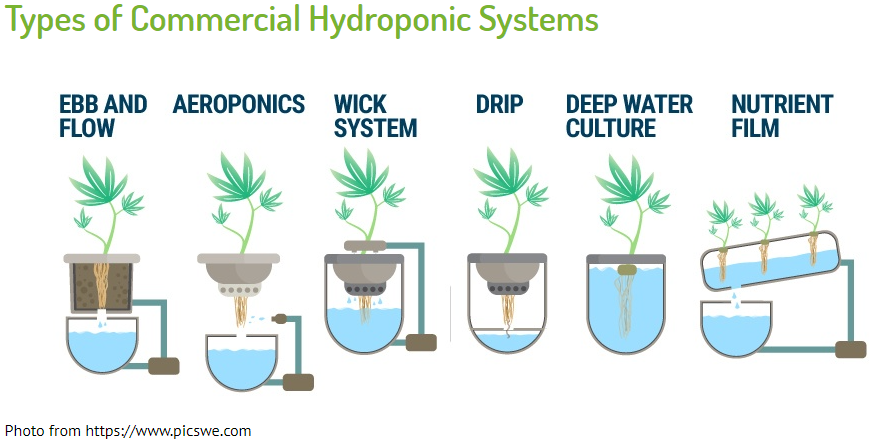 Types of Commercial Hydroponic Systems
EBB AND
FLOW
AEROPONICS
WICK
SYSTEM
DRIP
DEEP WATER
CULTURE
NUTRIENT
FILM
Photo from https://www.picswe.com